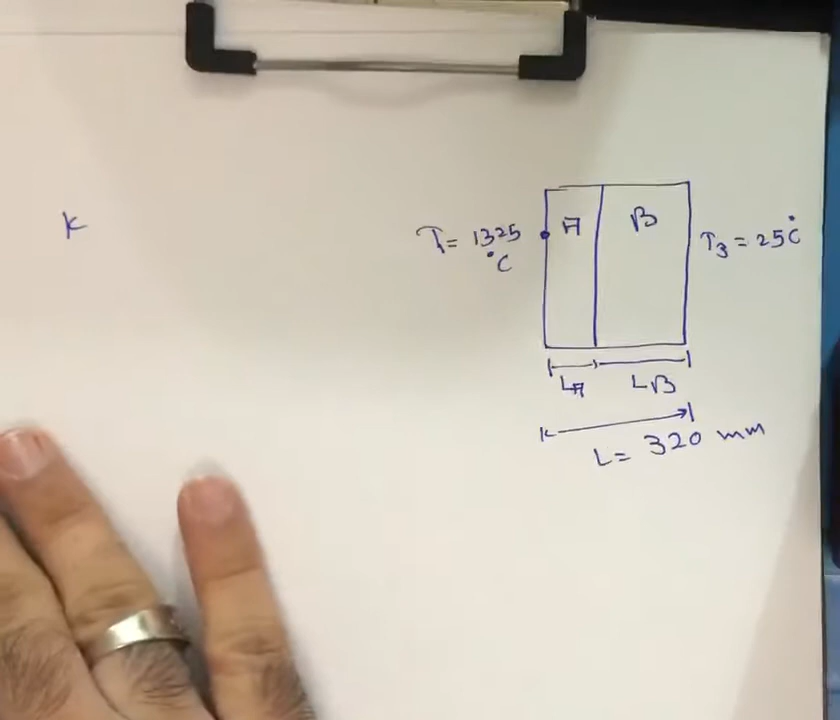 K
T = 1325
°C
A
B
T3 = 25°C
LA
LB
L = 320 mm